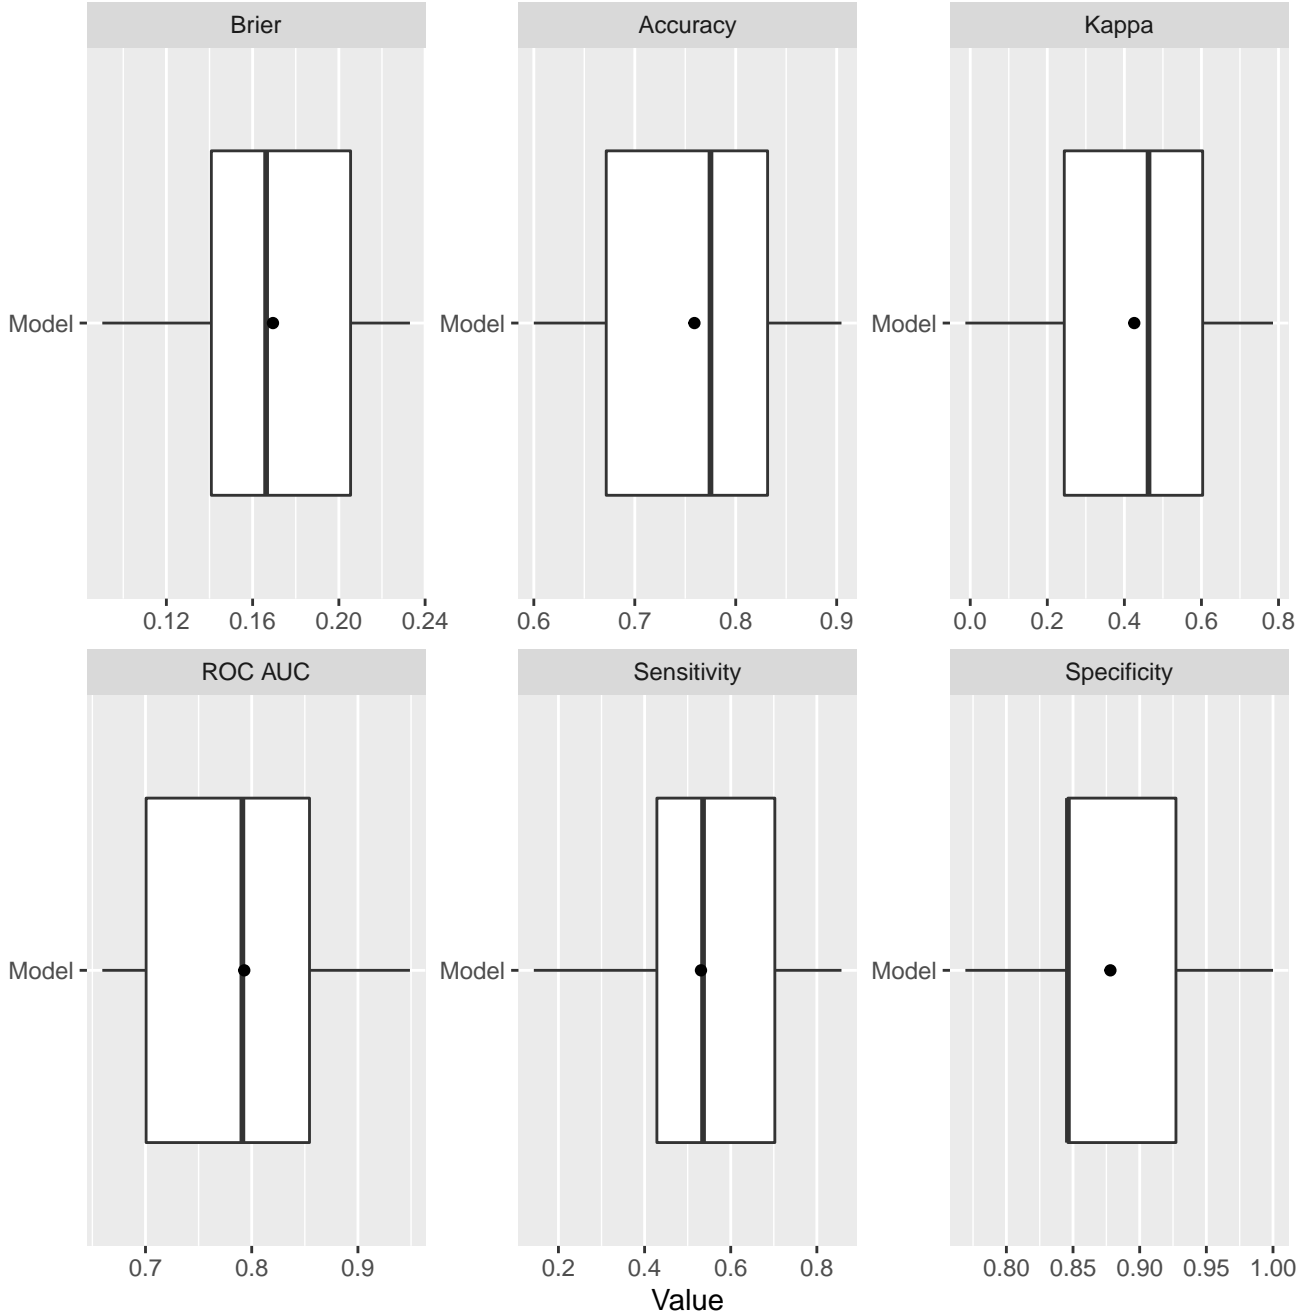 Brier Accuracy Kappa
Model Model Model
0.12 0.16 0.20 0.24 0.6 0.7 0.8 0.9 0.0 0.2 0.4 0.6 0.8
ROC AUC Sensitivity Specificity
Model Model Model
0.7 0.8 0.9 0.2 0.4 0.6 0.8 0.80 0.85 0.90 0.95 1.00
Value